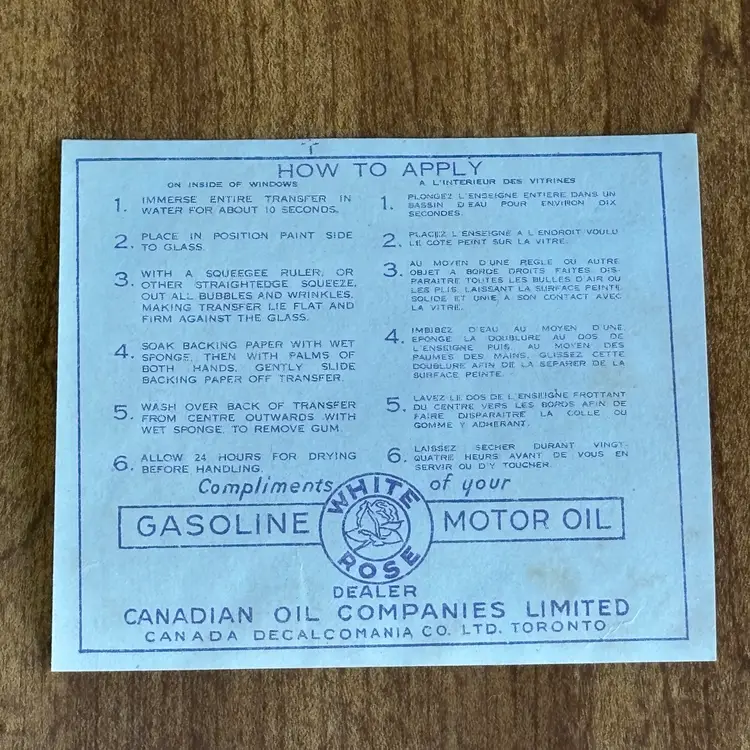 HOW TO APPLY
ON INSIDE OF WINDOWS
1. IMMERSE ENTIRE TRANSFER IN
WATER FOR ABOUT 10 SECONDS.
2. PLACE IN POSITION PAINT SIDE
TO GLASS.
3. WITH A SQUEEGEE RULER, OR
OTHER STRAIGHTEDGE SQUEEZE,
OUT ALL BUBBLES AND WRINKLES,
MAKING TRANSFER LIE FLAT AND
FIRM AGAINST THE GLASS.
4. SOAK BACKING PAPER WITH WET
SPONGE, THEN WITH PALMS OF
BOTH HANDS, GENTLY SLIDE
BACKING PAPER OFF TRANSFER.
5. WASH OVER BACK OF TRANSFER
FROM CENTRE OUTWARDS WITH
WET SPONGE, TO REMOVE GUM.
6. ALLOW 24 HOURS FOR DRYING
BEFORE HANDLING.
A L'INTERIEUR DES VITRINES
1. PLONGEZ L'ENSEIGNE ENTIERE DANS UN
BASSIN D'EAU POUR ENVIRON DIX
SECONDES.
2. PLACEZ L'ENSEIGNE A L'ENDROIT VOULU
LE COTE PEINT SUR LA VITRE.
3. AU MOYEN D'UNE REGLE OU AUTRE
OBJET A BORDE DROITS FAITES DIS-
PARAITRE TOUTES LES BULLES D'AIR OU
LES PLIS, LAISSANT LA SURFACE PEINTE
SOLIDE ET UNIE A SON CONTACT AVEC
LA VITRE.
4. IMBIBEZ D'EAU AU MOYEN D'UNE
EPONGE LA DOUBLURE AU DOS DE
L'ENSEIGNE PUIS, AU MOYEN DES
PAUMES DES MAINS, GLISSEZ CETTE
DOUBLURE AFIN DE LA SEPARER DE LA
SURFACE PEINTE.
5. LAVEZ LE DOS DE L'ENSEIGNE FROTTANT
DU CENTRE VERS LES BORDS AFIN DE
FAIRE DISPARAITRE LA COLLE OU
GOMME Y ADHERANT.
6. LAISSEZ SECHER DURANT VINGT-
QUATRE HEURES AVANT DE VOUS EN
SERVIR OU D'Y TOUCHER.
Compliments of your
GASOLINE WHITE ROSE MOTOR OIL
DEALER
CANADIAN OIL COMPANIES LIMITED
CANADA DECALCOMANIA CO. LTD. TORONTO